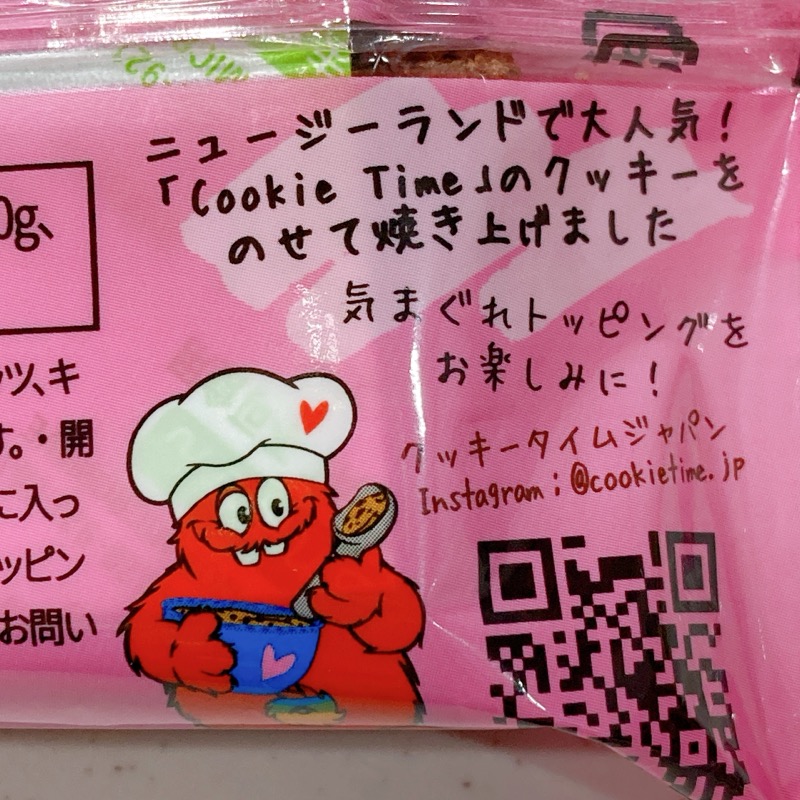 ニュージーランドで大人気！
「Cookie Time」のクッキーを
のせて焼き上げました
気まぐれトッピングを
お楽しみに！
クッキータイムジャパン
Instagram；@cookietime.jp
0g、
ッツ、キ
す。・開
に入っ
ッピン
お問い